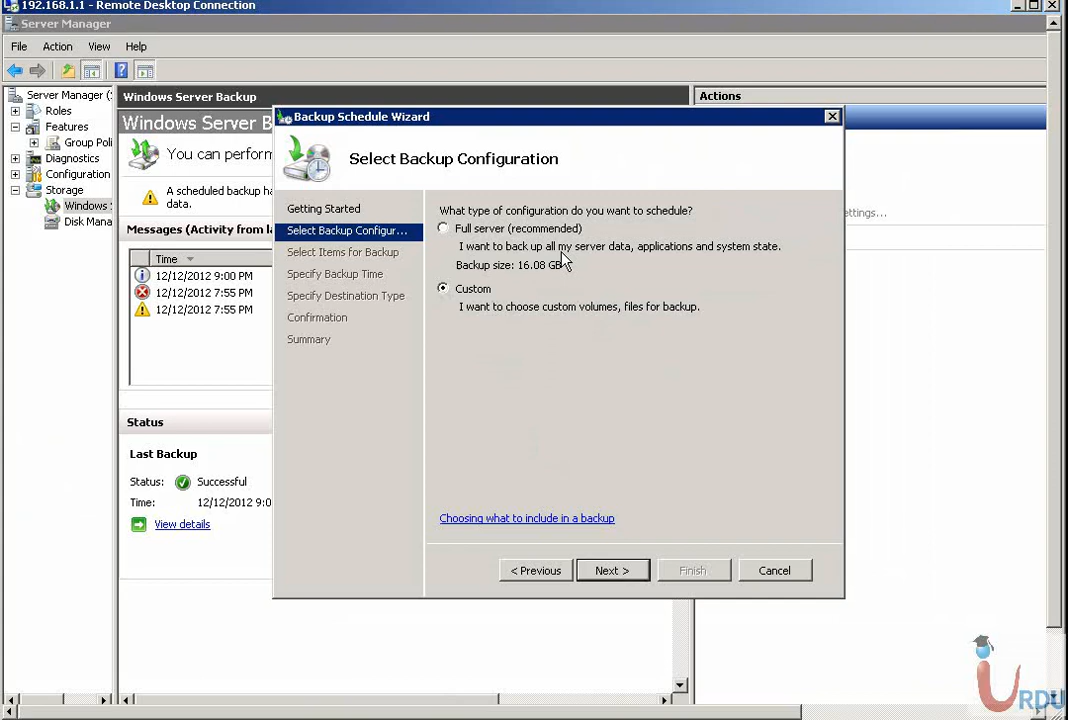 192.168.1.1 - Remote Desktop Connection
Server Manager
File Action View Help
Server Manager (
Roles
Features
Group Poli
Diagnostics
Configuration
Storage
Windows S
Disk Mana
Windows Server Backup
Windows Server B
You can perform
A scheduled backup ha
data.
Messages (Activity from la
Time
12/12/2012 9:00 PM
12/12/2012 7:55 PM
12/12/2012 7:55 PM
Status
Last Backup
Status: Successful
Time: 12/12/2012 9:0
View details
Backup Schedule Wizard
Select Backup Configuration
Getting Started
Select Backup Configur...
Select Items for Backup
Specify Backup Time
Specify Destination Type
Confirmation
Summary
What type of configuration do you want to schedule?
Full server (recommended)
I want to back up all my server data, applications and system state.
Backup size: 16.08 GB
Custom
I want to choose custom volumes, files for backup.
Choosing what to include in a backup
< Previous Next > Finish Cancel
Actions
ettings...
URDU